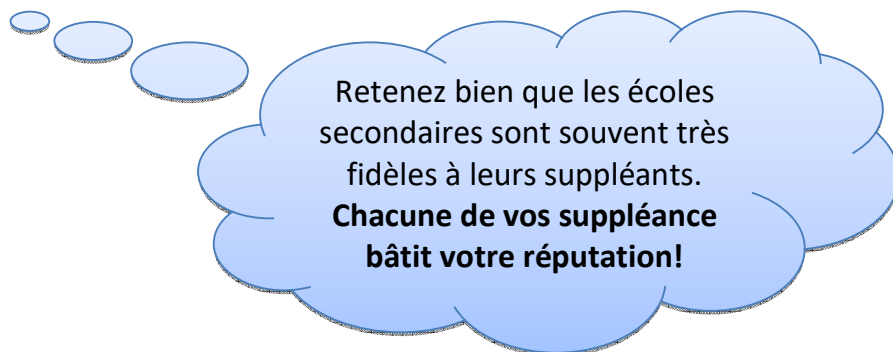 Retenez bien que les écoles
secondaires sont souvent très
fidèles à leurs suppléants.
Chacune de vos suppléance
bâtit votre réputation!